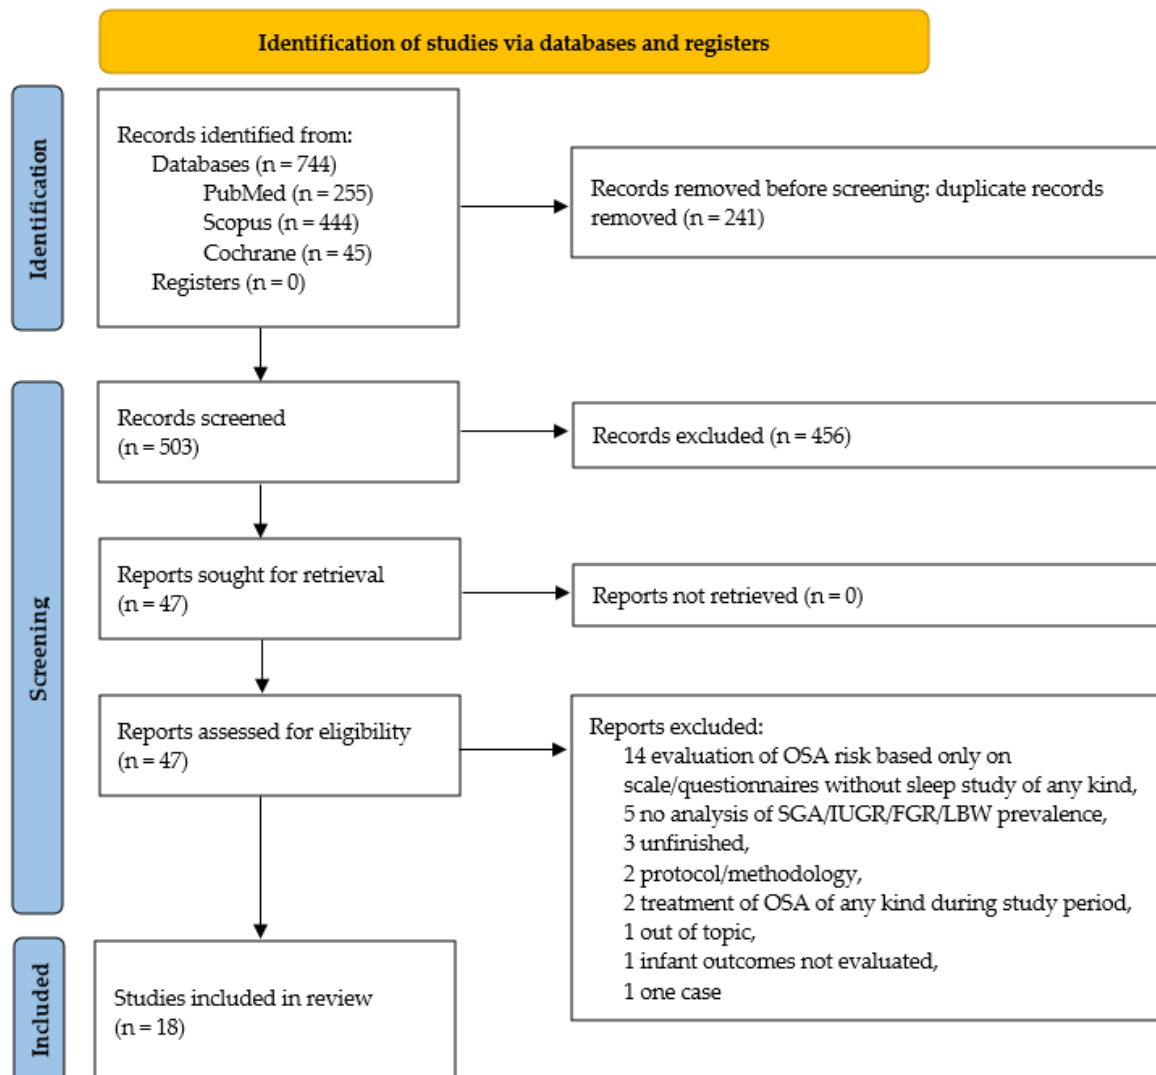 Identification of studies via databases and registers
Identification
Records identified from:
Databases (n = 744)
PubMed (n = 255)
Scopus (n = 444)
Cochrane (n = 45)
Registers (n = 0)
Records removed before screening: duplicate records
removed (n = 241)
Screening
Records screened
(n = 503)
Records excluded (n = 456)
Reports sought for retrieval
(n = 47)
Reports not retrieved (n = 0)
Reports assessed for eligibility
(n = 47)
Reports excluded:
14 evaluation of OSA risk based only on
scale/questionnaires without sleep study of any kind,
5 no analysis of SGA/IUGR/FGR/LBW prevalence,
3 unfinished,
2 protocol/methodology,
2 treatment of OSA of any kind during study period,
1 out of topic,
1 infant outcomes not evaluated,
1 one case
Included
Studies included in review
(n = 18)